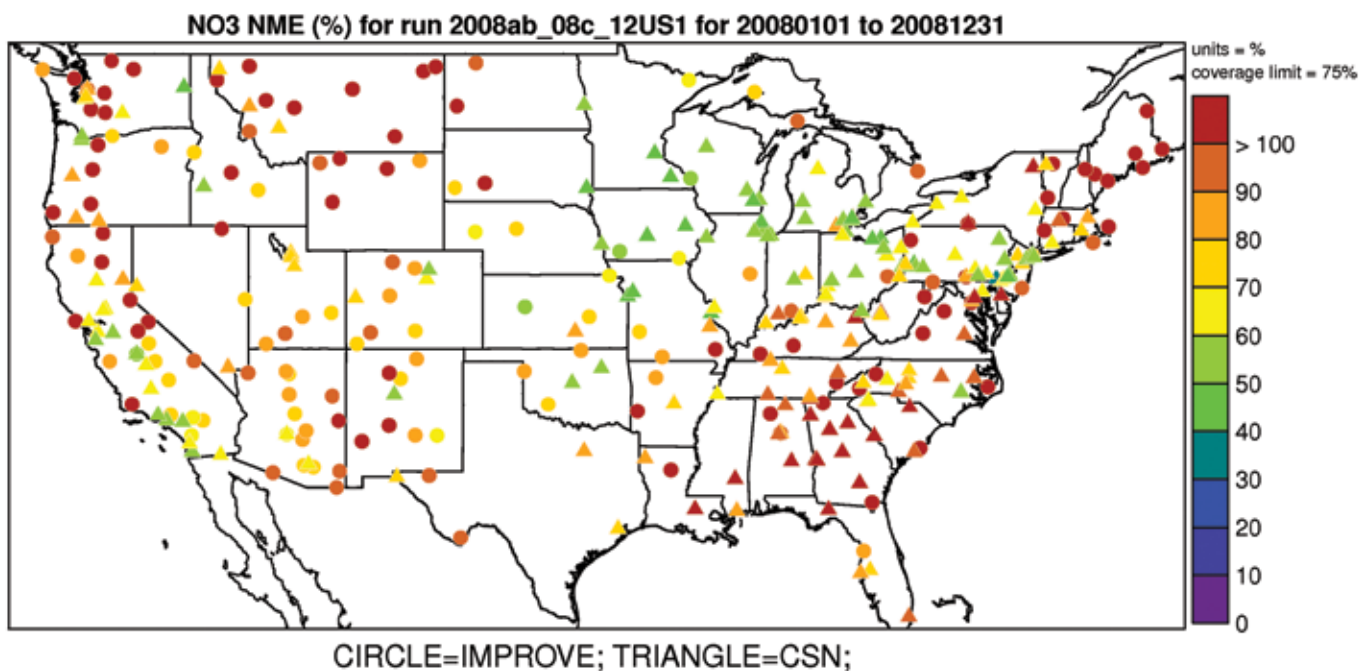 NO3 NME (%) for run 2008ab_08c_12US1 for 20080101 to 20081231
units = %
coverage limit = 75%
> 100
90
80
70
60
50
40
30
20
10
0
CIRCLE=IMPROVE; TRIANGLE=CSN;